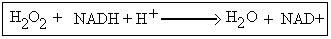 H₂O₂ + NADH + H⁺ ⟶ H₂O + NAD+